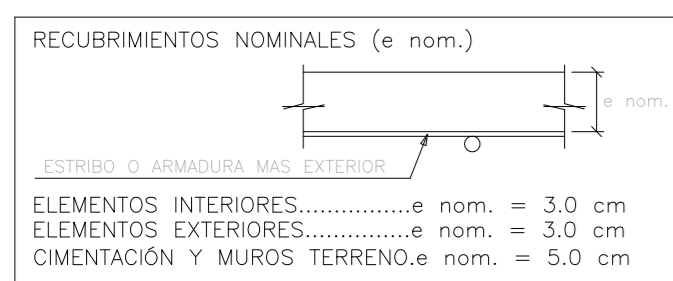 RECUBRIMIENTOS NOMINALES (e nom.)
e nom.
ESTRIBO O ARMADURA MAS EXTERIOR
ELEMENTOS INTERIORES................e nom. = 3.0 cm
ELEMENTOS EXTERIORES...............e nom. = 3.0 cm
CIMENTACIÓN Y MUROS TERRENO.e nom. = 5.0 cm